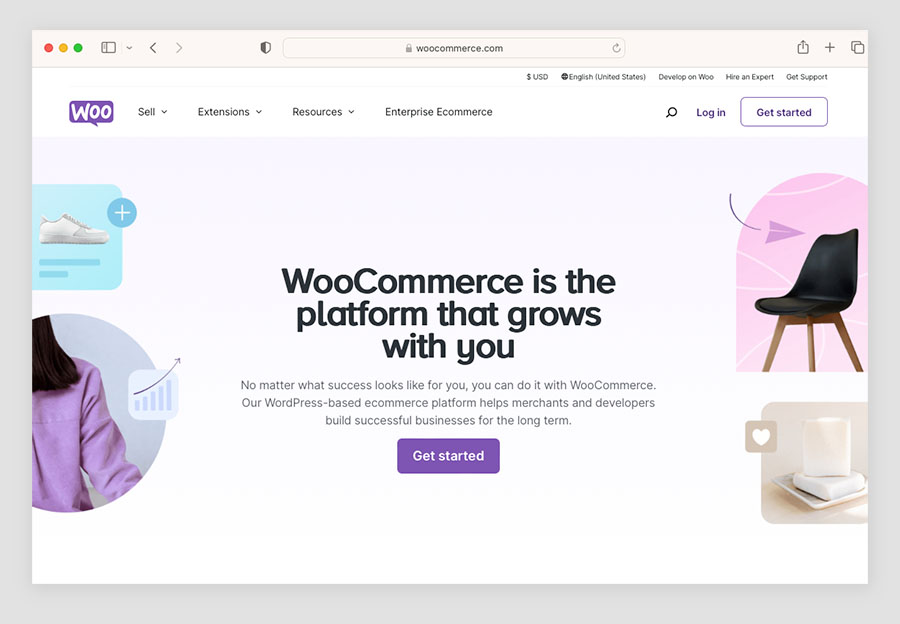 woocommerce.com
$ USD English (United States) Develop on Woo Hire an Expert Get Support
WOO Sell Extensions Resources Enterprise Ecommerce Log in Get started
WooCommerce is the
platform that grows
with you
No matter what success looks like for you, you can do it with WooCommerce.
Our WordPress-based ecommerce platform helps merchants and developers
build successful businesses for the long term.
Get started